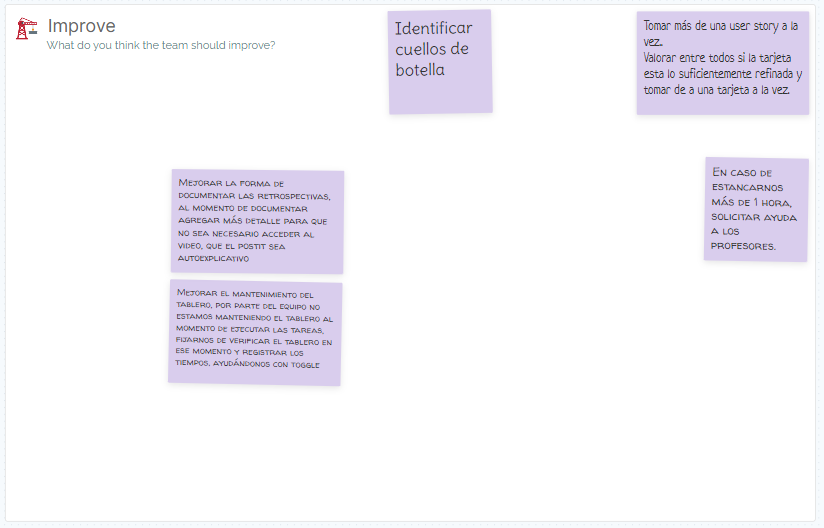 Improve
What do you think the team should improve?
Identificar
cuellos de
botella
Tomar más de una user story a la
vez.
Valorar entre todos si la tarjeta
esta lo suficientemente refinada y
tomar de a una tarjeta a la vez.
En caso de
estancarnos
más de 1 hora,
solicitar ayuda
a los
profesores.
Mejorar la forma de
documentar las retrospectivas,
al momento de documentar
agregar más detalle para que
no sea necesario acceder al
video, que el postit sea
autoexplicativo
Mejorar el mantenimiento del
tablero, por parte del equipo no
estamos manteniendo el tablero al
momento de ejecutar las tareas,
fijarnos de verificar el tablero en
ese momento y registrar los
tiempos, ayudándonos con toggle